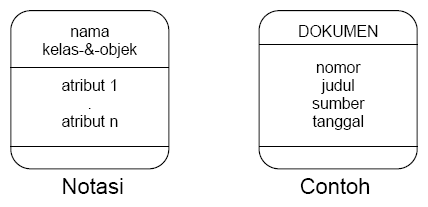 nama
kelas-&-objek
atribut 1
.
atribut n
Notasi
DOKUMEN
nomor
judul
sumber
tanggal
Contoh